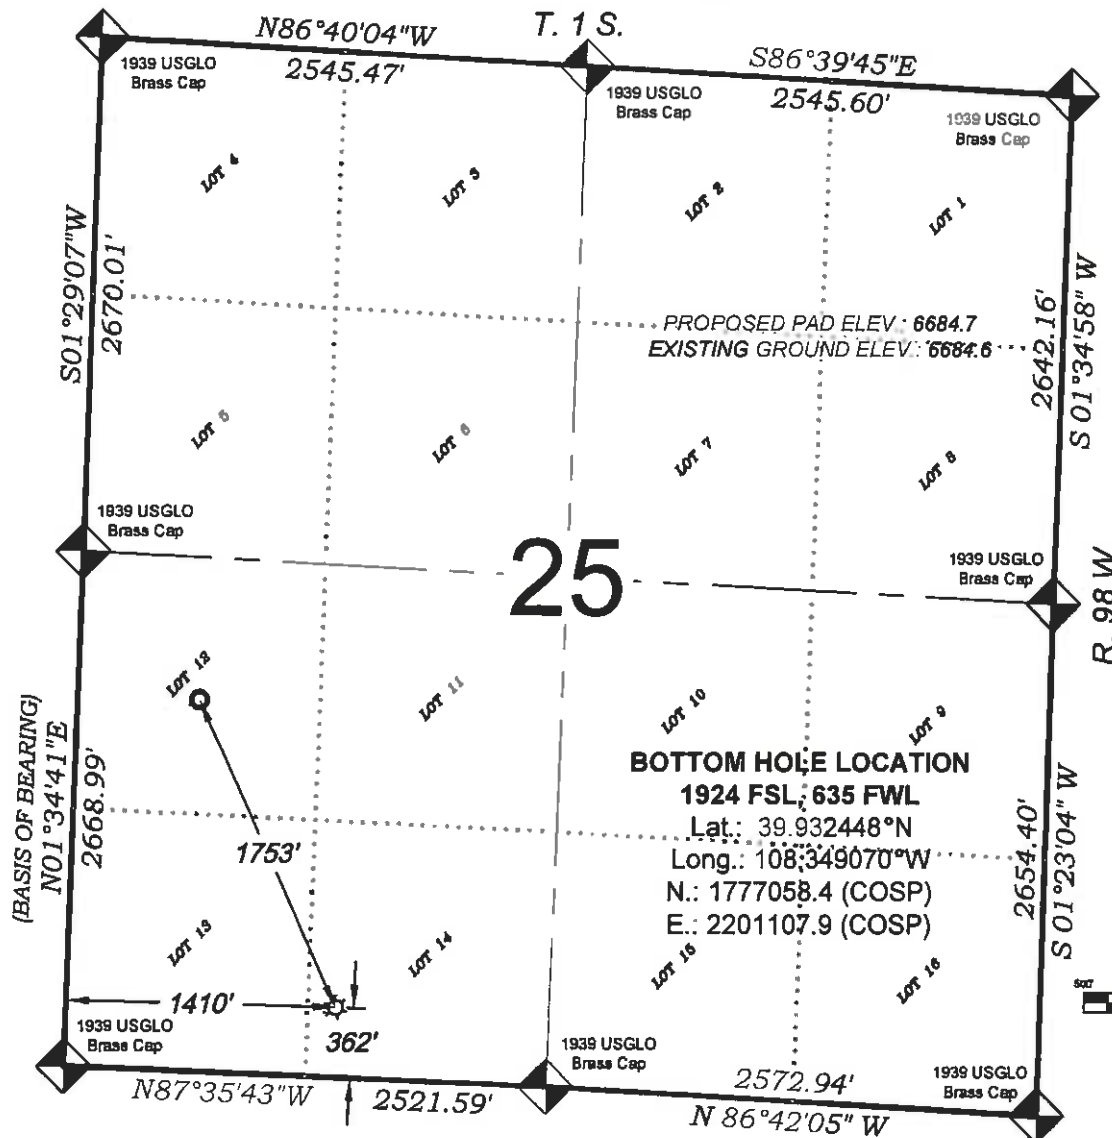 T. 1 S.
N86°40'04"W
2545.47'
S86°39'45"E
2545.60'
1939 USGLO
Brass Cap
1939 USGLO
Brass Cap
1939 USGLO
Brass Cap
LOT 4
LOT 3
LOT 2
LOT 1
S01°29'07"W
2670.01'
PROPOSED PAD ELEV.: 6684.7
EXISTING GROUND ELEV.: 6684.6
2642.16'
S 01°34'58" W
LOT 5
LOT 6
LOT 7
LOT 8
1939 USGLO
Brass Cap
25
1939 USGLO
Brass Cap
R. 98 W
LOT 12
LOT 11
LOT 10
LOT 9
(BASIS OF BEARING)
N01°34'41"E
2668.99'
BOTTOM HOLE LOCATION
1924 FSL, 635 FWL
Lat.: 39.932448°N
Long.: 108.349070°W
N.: 1777058.4 (COSP)
E.: 2201107.9 (COSP)
1753'
2654.40'
S 01°23'04" W
LOT 13
LOT 14
LOT 15
LOT 16
1410'
362'
1939 USGLO
Brass Cap
1939 USGLO
Brass Cap
1939 USGLO
Brass Cap
N87°35'43"W
2521.59'
2572.94'
N 86°42'05" W